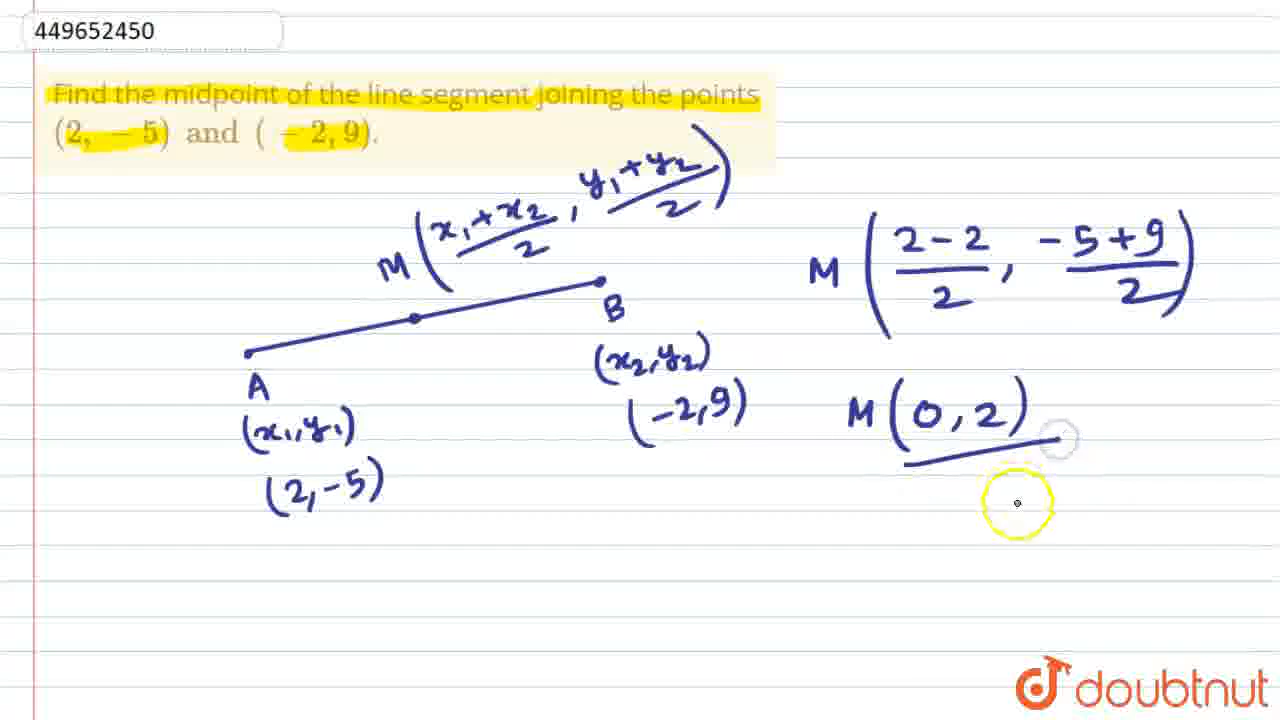 449652450
Find the midpoint of the line segment joining the points
(2, −5) and (−2, 9).
M (x₁+x₂/2, y₁+y₂/2)
A
(x₁, y₁)
(2, -5)
B
(x₂, y₂)
(-2, 9)
M (2-2/2, -5+9/2)
M (0, 2)
doubtnut